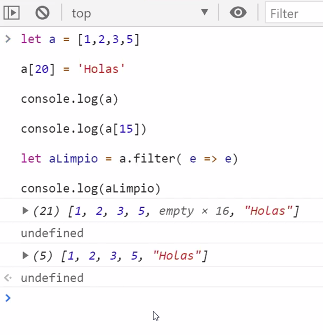 top
Filter
let a = [1,2,3,5]
a[20] = 'Holas'
console.log(a)
console.log(a[15])
let aLimpio = a.filter( e => e)
console.log(aLimpio)
(21) [1, 2, 3, 5, empty × 16, "Holas"]
undefined
(5) [1, 2, 3, 5, "Holas"]
undefined